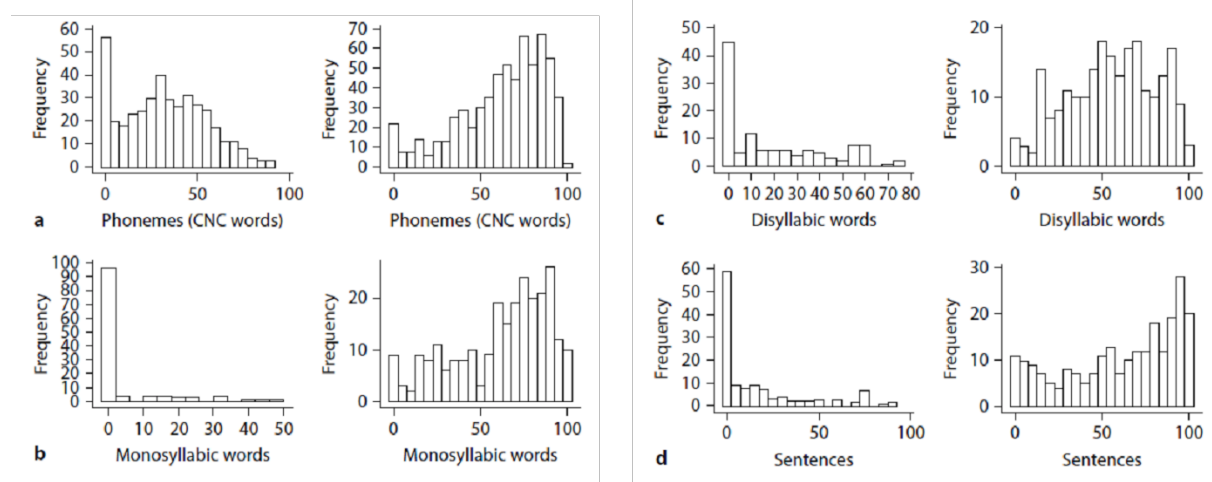 60
50
40
30
20
10
0
Frequency
0 50 100
Phonemes (CNC words)
a
70
60
50
40
30
20
10
0
Frequency
0 50 100
Phonemes (CNC words)
100
90
80
70
60
50
40
30
20
10
0
Frequency
0 10 20 30 40 50
Monosyllabic words
b
20
10
0
Frequency
0 50 100
Monosyllabic words
50
40
30
20
10
0
Frequency
0 10 20 30 40 50 60 70 80
Disyllabic words
c
20
10
0
Frequency
0 50 100
Disyllabic words
60
50
40
30
20
10
0
Frequency
0 50 100
Sentences
d
30
20
10
0
Frequency
0 50 100
Sentences